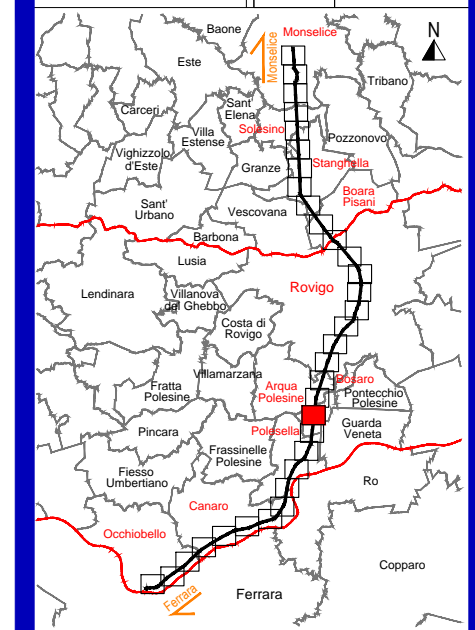 Baone
Monselice
N
Monselice
Este
Tribano
Carceri
Sant'
Elena
Solesino
Villa
Estense
Pozzonovo
Vighizzolo
d'Este
Granze
Stanghella
Boara
Pisani
Sant'
Urbano
Vescovana
Barbona
Lusia
Rovigo
Lendinara
Villanova
del Ghebbo
Costa di
Rovigo
Villamarzana
Bosaro
Fratta
Polesine
Arqua
Polesine
Pontecchio
Polesine
Pincara
Polesella
Guarda
Veneta
Frassinelle
Polesine
Fiesso
Umbertiano
Ro
Canaro
Occhiobello
Copparo
Ferrara
Ferrara